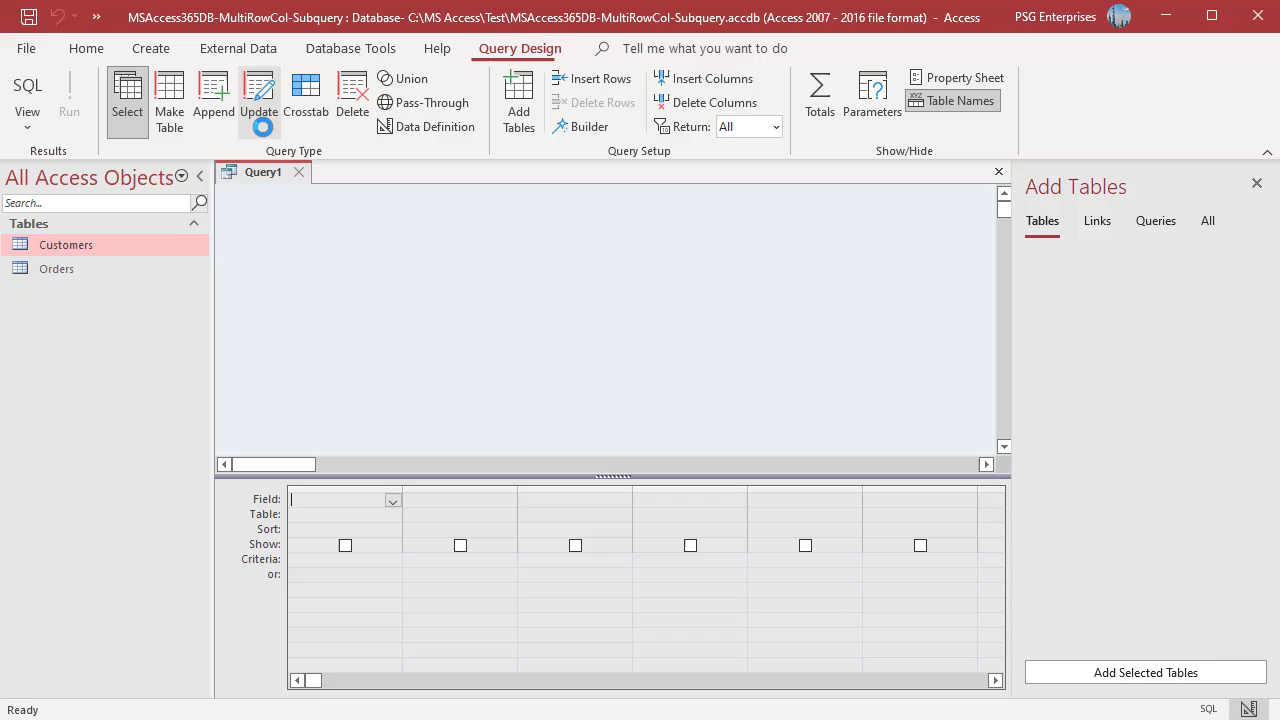 MSAccess365DB-MultiRowCol-Subquery : Database- C:\MS Access\Test\MSAccess365DB-MultiRowCol-Subquery.accdb (Access 2007 - 2016 file format) - Access
PSG Enterprises
File Home Create External Data Database Tools Help Query Design Tell me what you want to do
SQL
View
Run
Select
Make
Table
Append
Update
Crosstab
Delete
Union
Pass-Through
Data Definition
Add
Tables
Insert Rows
Delete Rows
Builder
Insert Columns
Delete Columns
Return: All
Totals
Parameters
Property Sheet
XYZ
Table Names
Results
Query Type
Query Setup
Show/Hide
All Access Objects
Search...
Tables
Customers
Orders
Query1
Field:
Table:
Sort:
Show:
Criteria:
or:
Add Tables
Tables Links Queries All
Add Selected Tables
Ready
SQL